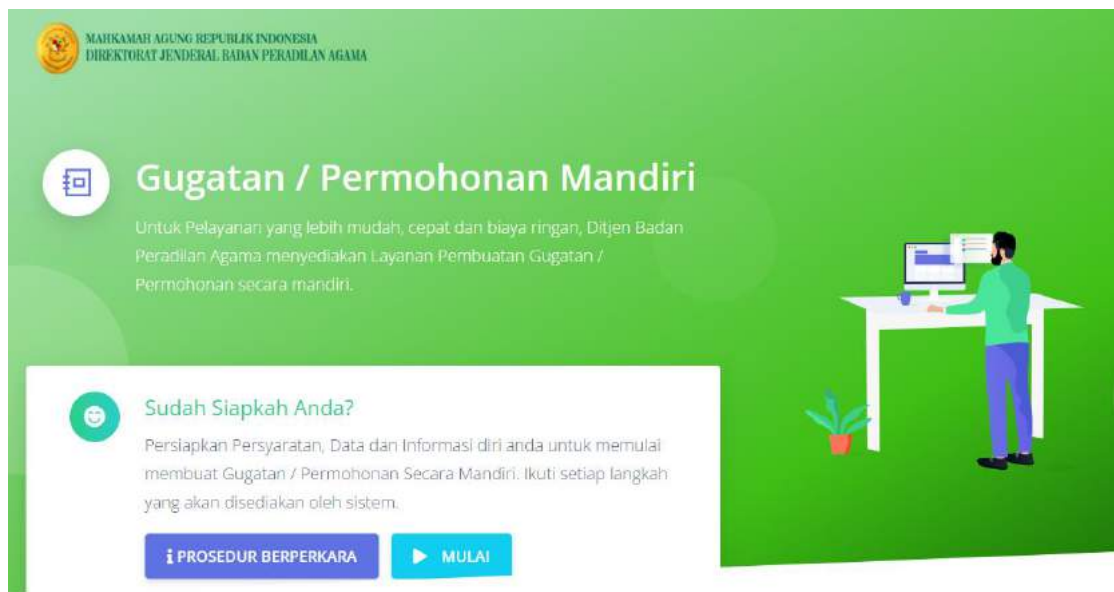 MAHKAMAH AGUNG REPUBLIK INDONESIA
DIREKTORAT JENDERAL BADAN PERADILAN AGAMA
Gugatan / Permohonan Mandiri
Untuk Pelayanan yang lebih mudah, cepat dan biaya ringan, Ditjen Badan
Peradilan Agama menyediakan Layanan Pembuatan Gugatan /
Permohonan secara mandiri.
Sudah Siapkah Anda?
Persiapkan Persyaratan, Data dan Informasi diri anda untuk memulai
membuat Gugatan / Permohonan Secara Mandiri. Ikuti setiap langkah
yang akan disediakan oleh sistem.
PROSEDUR BERPERKARA
MULAI